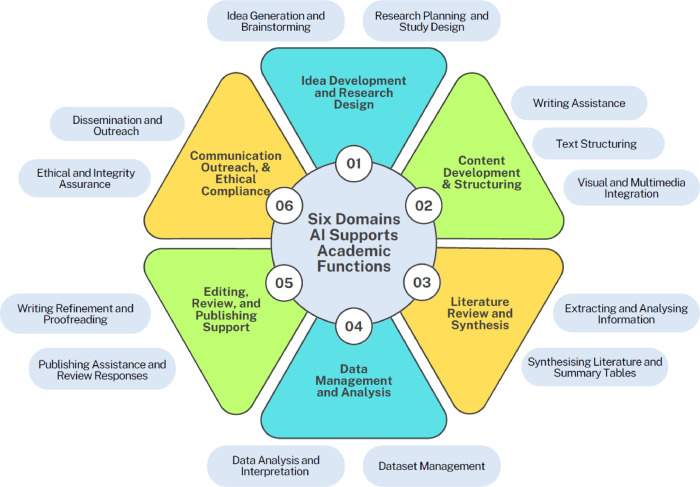 Idea Generation and
Brainstorming
Research Planning and
Study Design
Idea Development
and Research
Design
01
Writing Assistance
Text Structuring
Visual and Multimedia
Integration
Content
Development
& Structuring
02
Six Domains
AI Supports
Academic
Functions
03
Literature
Review and
Synthesis
Extracting and Analysing
Information
Synthesising Literature and
Summary Tables
04
Data
Management
and Analysis
Data Analysis and
Interpretation
Dataset Management
05
Editing,
Review, and
Publishing
Support
Writing Refinement and
Proofreading
Publishing Assistance and
Review Responses
06
Communication
Outreach, &
Ethical
Compliance
Dissemination and
Outreach
Ethical and Integrity
Assurance